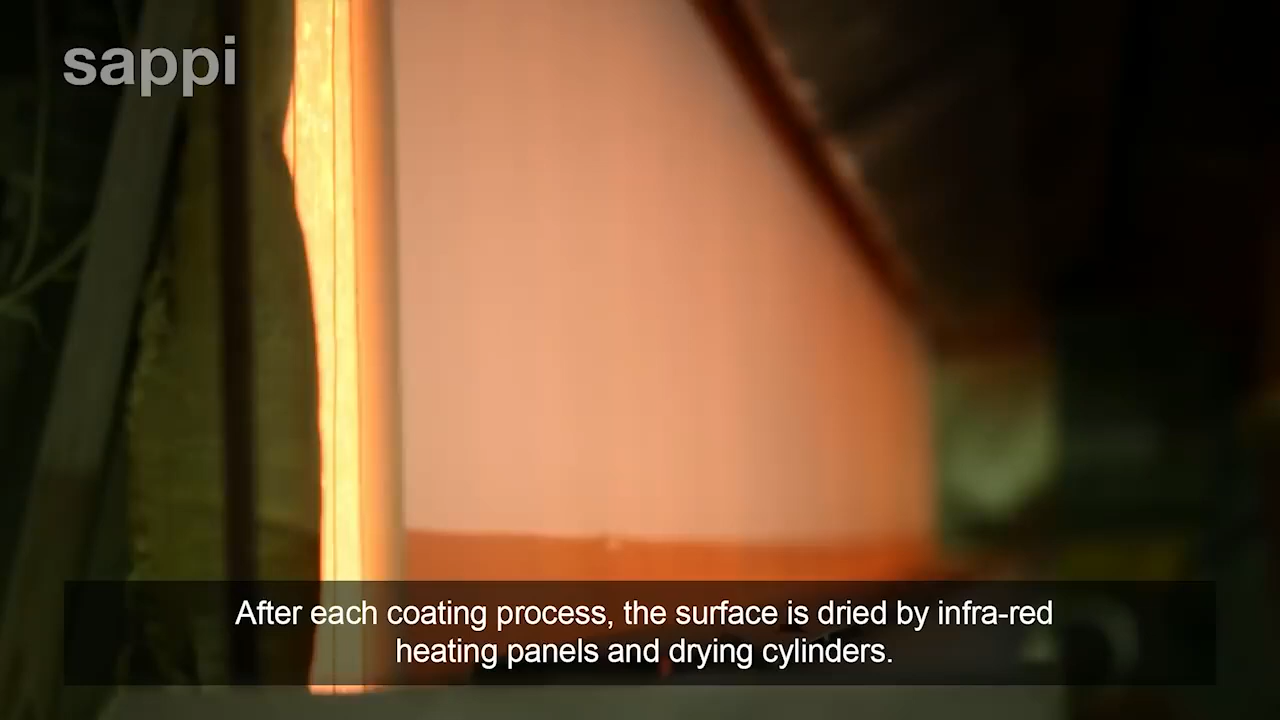 sappi
After each coating process, the surface is dried by infra-red
heating panels and drying cylinders.